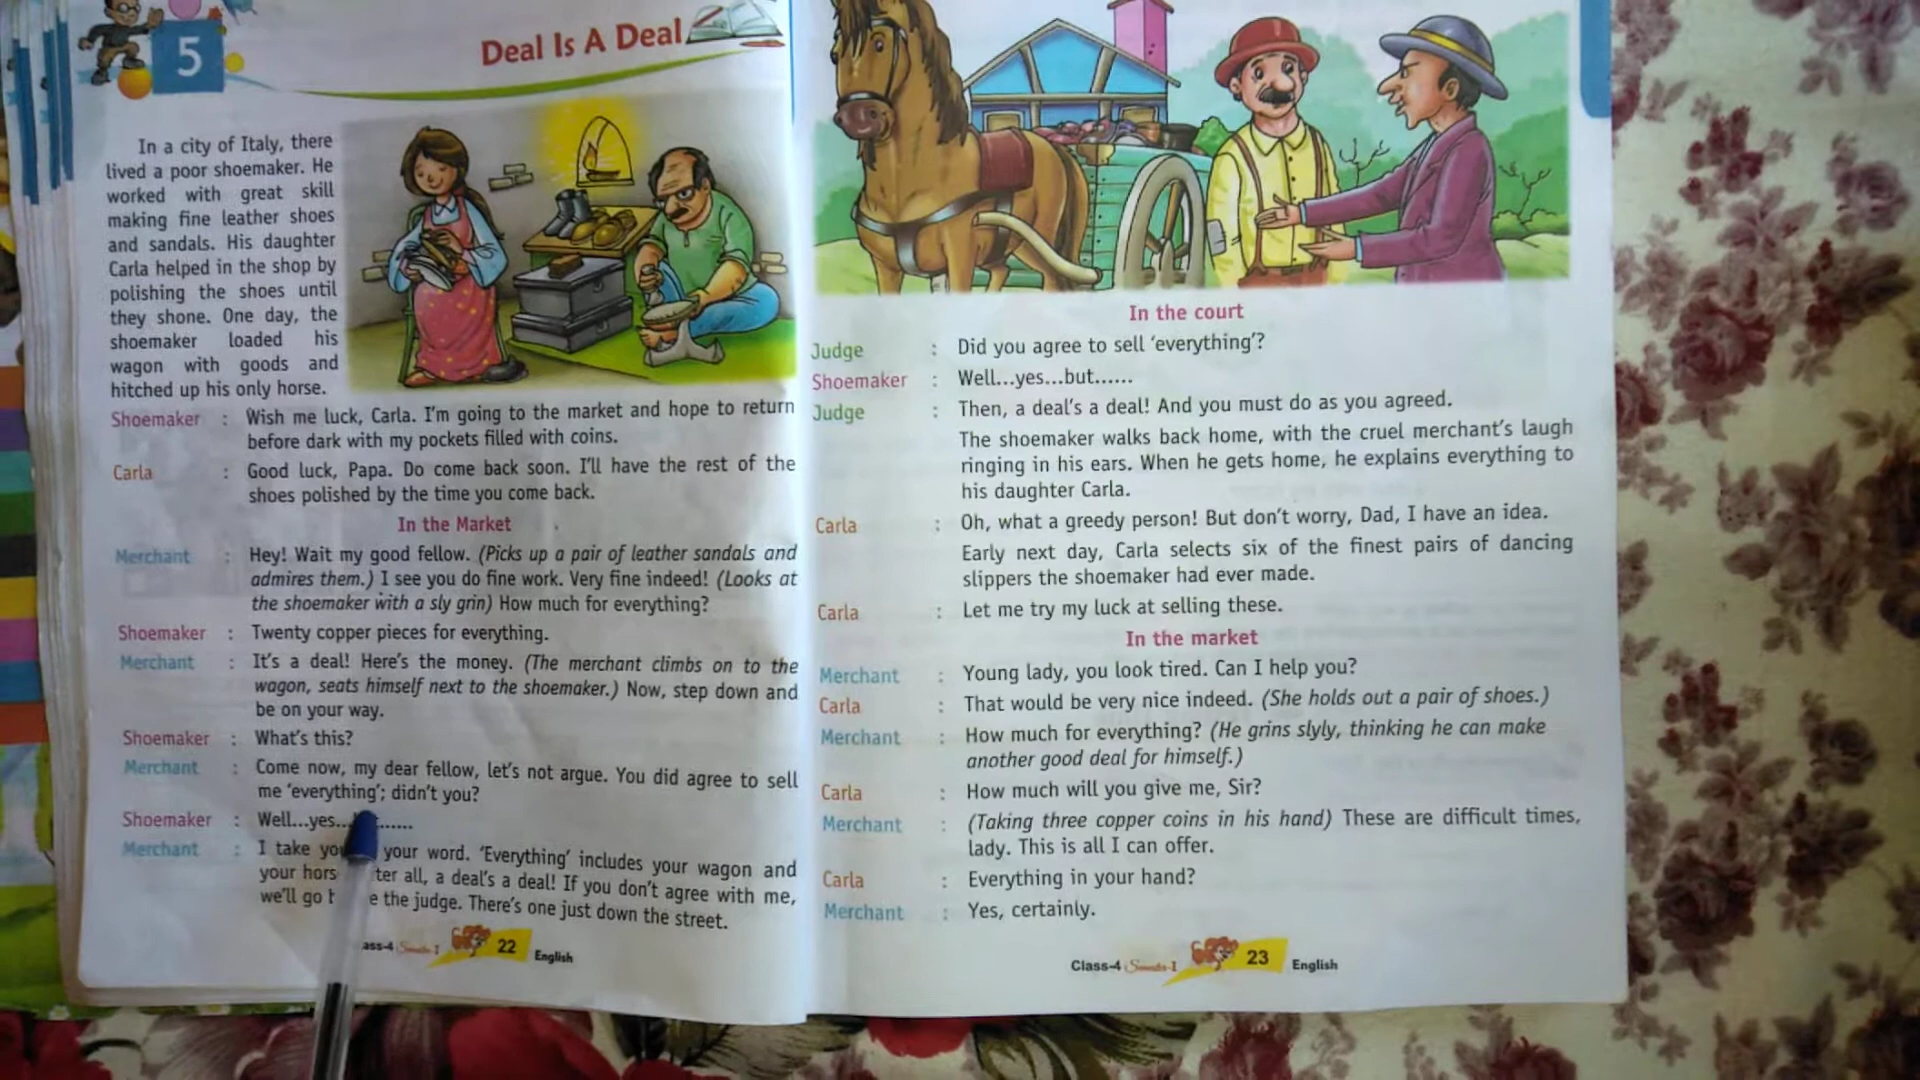 5
Deal Is A Deal
In a city of Italy, there
lived a poor shoemaker. He
worked with great skill
making fine leather shoes
and sandals. His daughter
Carla helped in the shop by
polishing the shoes until
they shone. One day, the
shoemaker loaded his
wagon with goods and
hitched up his only horse.
Shoemaker : Wish me luck, Carla. I'm going to the market and hope to return
before dark with my pockets filled with coins.
Carla : Good luck, Papa. Do come back soon. I'll have the rest of the
shoes polished by the time you come back.
In the Market
Merchant : Hey! Wait my good fellow. (Picks up a pair of leather sandals and
admires them.) I see you do fine work. Very fine indeed! (Looks at
the shoemaker with a sly grin) How much for everything?
Shoemaker : Twenty copper pieces for everything.
Merchant : It's a deal! Here's the money. (The merchant climbs on to the
wagon, seats himself next to the shoemaker.) Now, step down and
be on your way.
Shoemaker : What's this?
Merchant : Come now, my dear fellow, let's not argue. You did agree to sell
me 'everything'; didn't you?
Shoemaker : Well...yes...
Merchant : I take your word. 'Everything' includes your wagon and
your all, a deal's a deal! If you don't agree with me,
we'll go the judge. There's one just down the street.
22
English
In the court
Judge : Did you agree to sell 'everything'?
Shoemaker : Well...yes...but......
Judge : Then, a deal's a deal! And you must do as you agreed.
The shoemaker walks back home, with the cruel merchant's laugh
ringing in his ears. When he gets home, he explains everything to
his daughter Carla.
Carla : Oh, what a greedy person! But don't worry, Dad, I have an idea.
Early next day, Carla selects six of the finest pairs of dancing
slippers the shoemaker had ever made.
Carla : Let me try my luck at selling these.
In the market
Merchant : Young lady, you look tired. Can I help you?
Carla : That would be very nice indeed. (She holds out a pair of shoes.)
Merchant : How much for everything? (He grins slyly, thinking he can make
another good deal for himself.)
Carla : How much will you give me, Sir?
Merchant : (Taking three copper coins in his hand) These are difficult times,
lady. This is all I can offer.
Carla : Everything in your hand?
Merchant : Yes, certainly.
Class-4 23 English